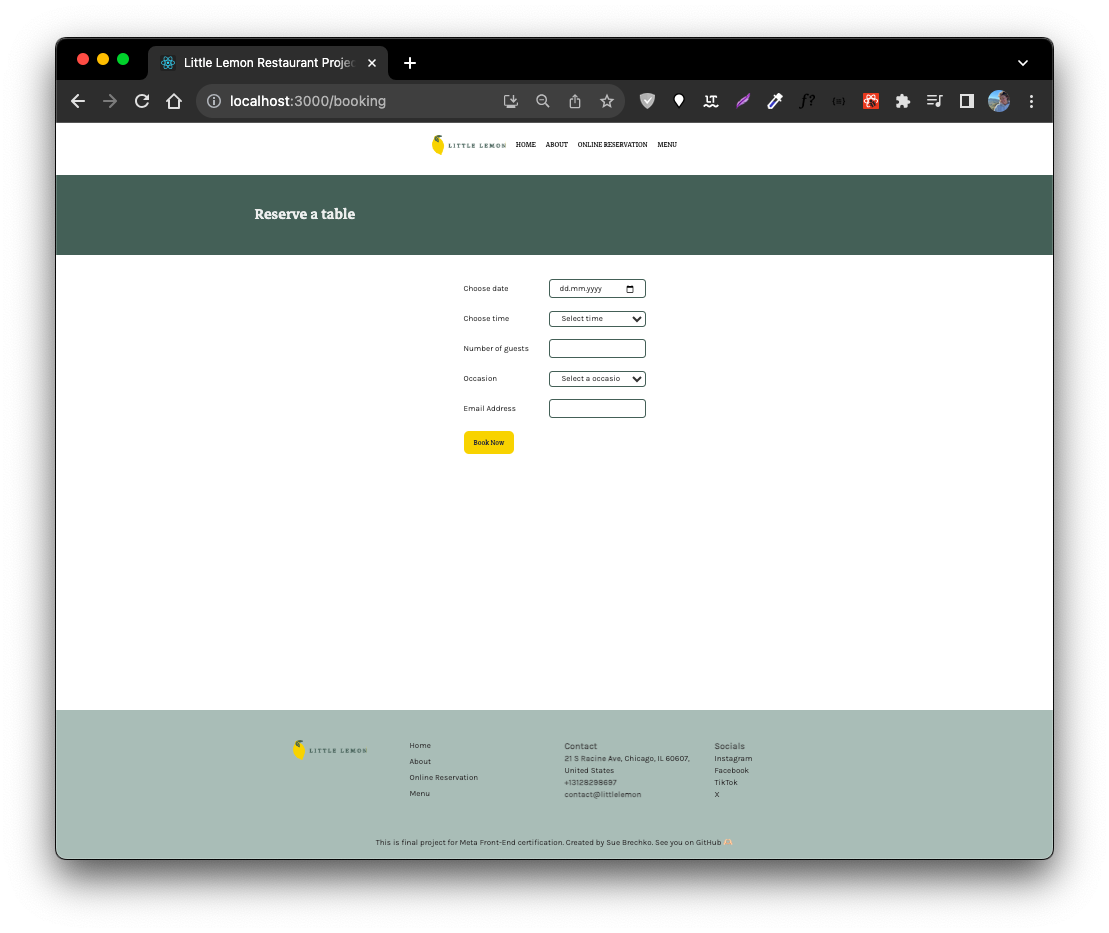 Little Lemon Restaurant Projec
localhost:3000/booking
LITTLE LEMON HOME ABOUT ONLINE RESERVATION MENU
Reserve a table
Choose date dd.mm.yyyy
Choose time Select time
Number of guests
Occasion Select a occasio
Email Address
Book Now
LITTLE LEMON
Home
About
Online Reservation
Menu
Contact
21 S Racine Ave, Chicago, IL 60607,
United States
+13128298697
contact@littlelemon
Socials
Instagram
Facebook
TikTok
X
This is final project for Meta Front-End certification. Created by Sue Brechko. See you on GitHub